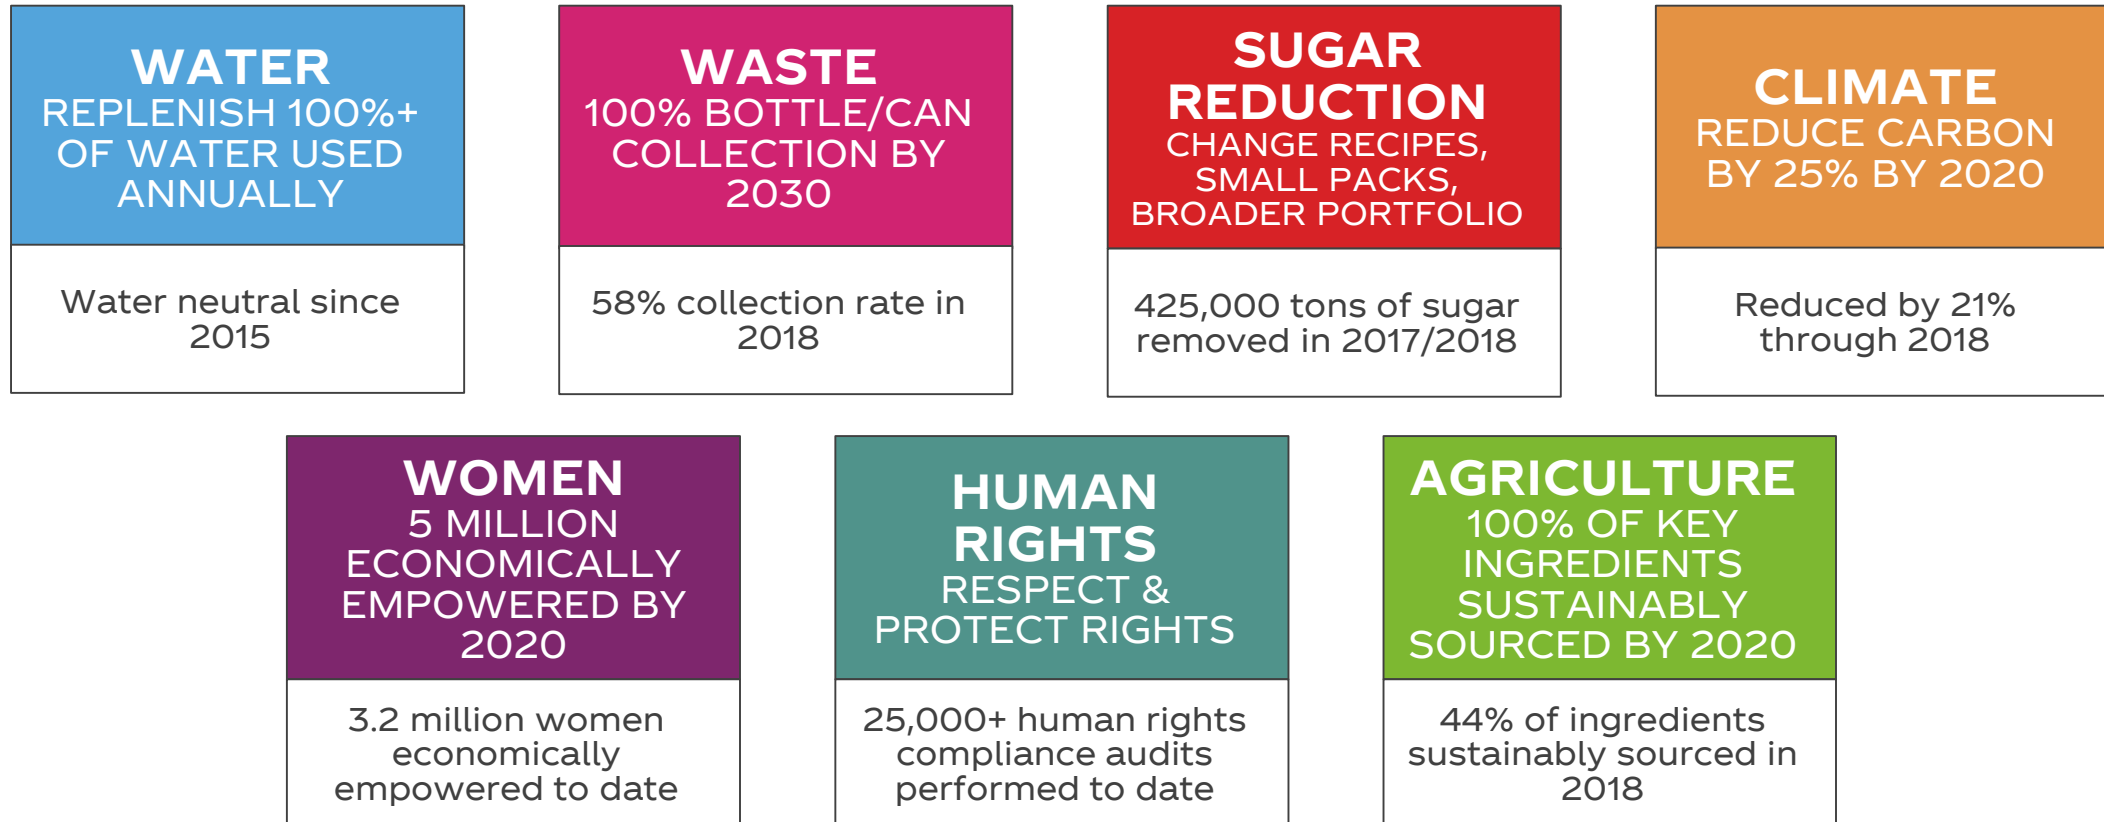 WATER
REPLENISH 100%+
OF WATER USED
ANNUALLY
Water neutral since
2015
WASTE
100% BOTTLE/CAN
COLLECTION BY
2030
58% collection rate in
2018
SUGAR
REDUCTION
CHANGE RECIPES,
SMALL PACKS,
BROADER PORTFOLIO
425,000 tons of sugar
removed in 2017/2018
CLIMATE
REDUCE CARBON
BY 25% BY 2020
Reduced by 21%
through 2018
WOMEN
5 MILLION
ECONOMICALLY
EMPOWERED BY
2020
3.2 million women
economically
empowered to date
HUMAN
RIGHTS
RESPECT &
PROTECT RIGHTS
25,000+ human rights
compliance audits
performed to date
AGRICULTURE
100% OF KEY
INGREDIENTS
SUSTAINABLY
SOURCED BY 2020
44% of ingredients
sustainably sourced in
2018